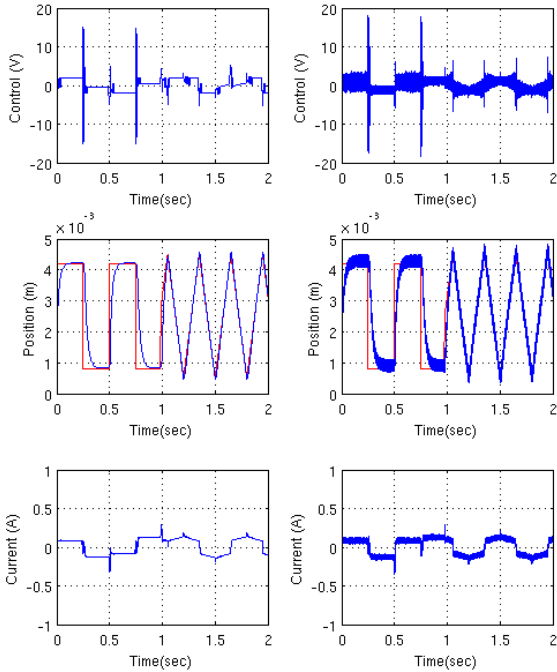 20
10
0
-10
-20
Control (V)
0 0.5 1 1.5 2
Time(sec)
20
10
0
-10
-20
Control (V)
0 0.5 1 1.5 2
Time(sec)
× 10⁻³
5
4
3
2
1
0
Position (m)
0 0.5 1 1.5 2
Time(sec)
× 10⁻³
5
4
3
2
1
0
Position (m)
0 0.5 1 1.5 2
Time(sec)
1
0.5
0
-0.5
-1
Current (A)
0 0.5 1 1.5 2
Time(sec)
1
0.5
0
-0.5
-1
Current (A)
0 0.5 1 1.5 2
Time(sec)